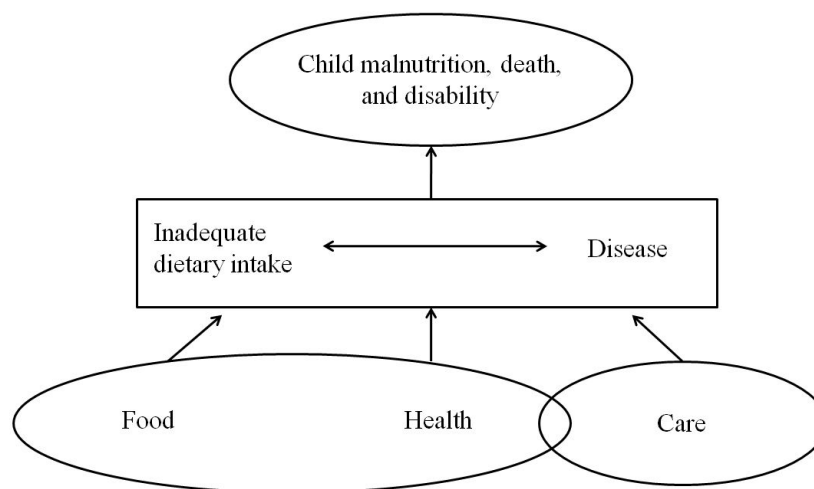 Child malnutrition, death,
and disability
Inadequate
dietary intake
Disease
Food
Health
Care